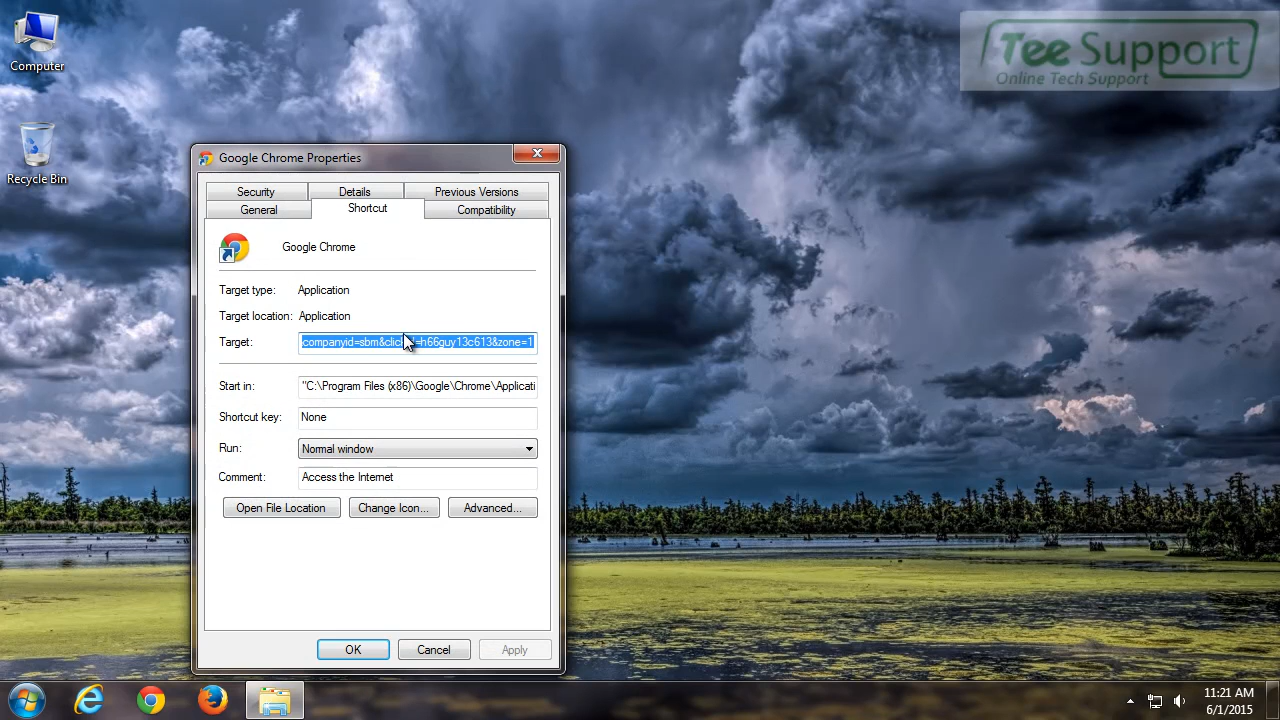 Computer
Recycle Bin
Tee Support
Online Tech Support
Google Chrome Properties
Security Details Previous Versions
General Shortcut Compatibility
Google Chrome
Target type: Application
Target location: Application
Target: =h66guy13c613&zone=1
Start in: "C:\Program Files (x86)\Google\Chrome\Applicati
Shortcut key: None
Run: Normal window
Comment: Access the Internet
Open File Location Change Icon... Advanced...
OK Cancel Apply
11:21 AM
6/1/2015